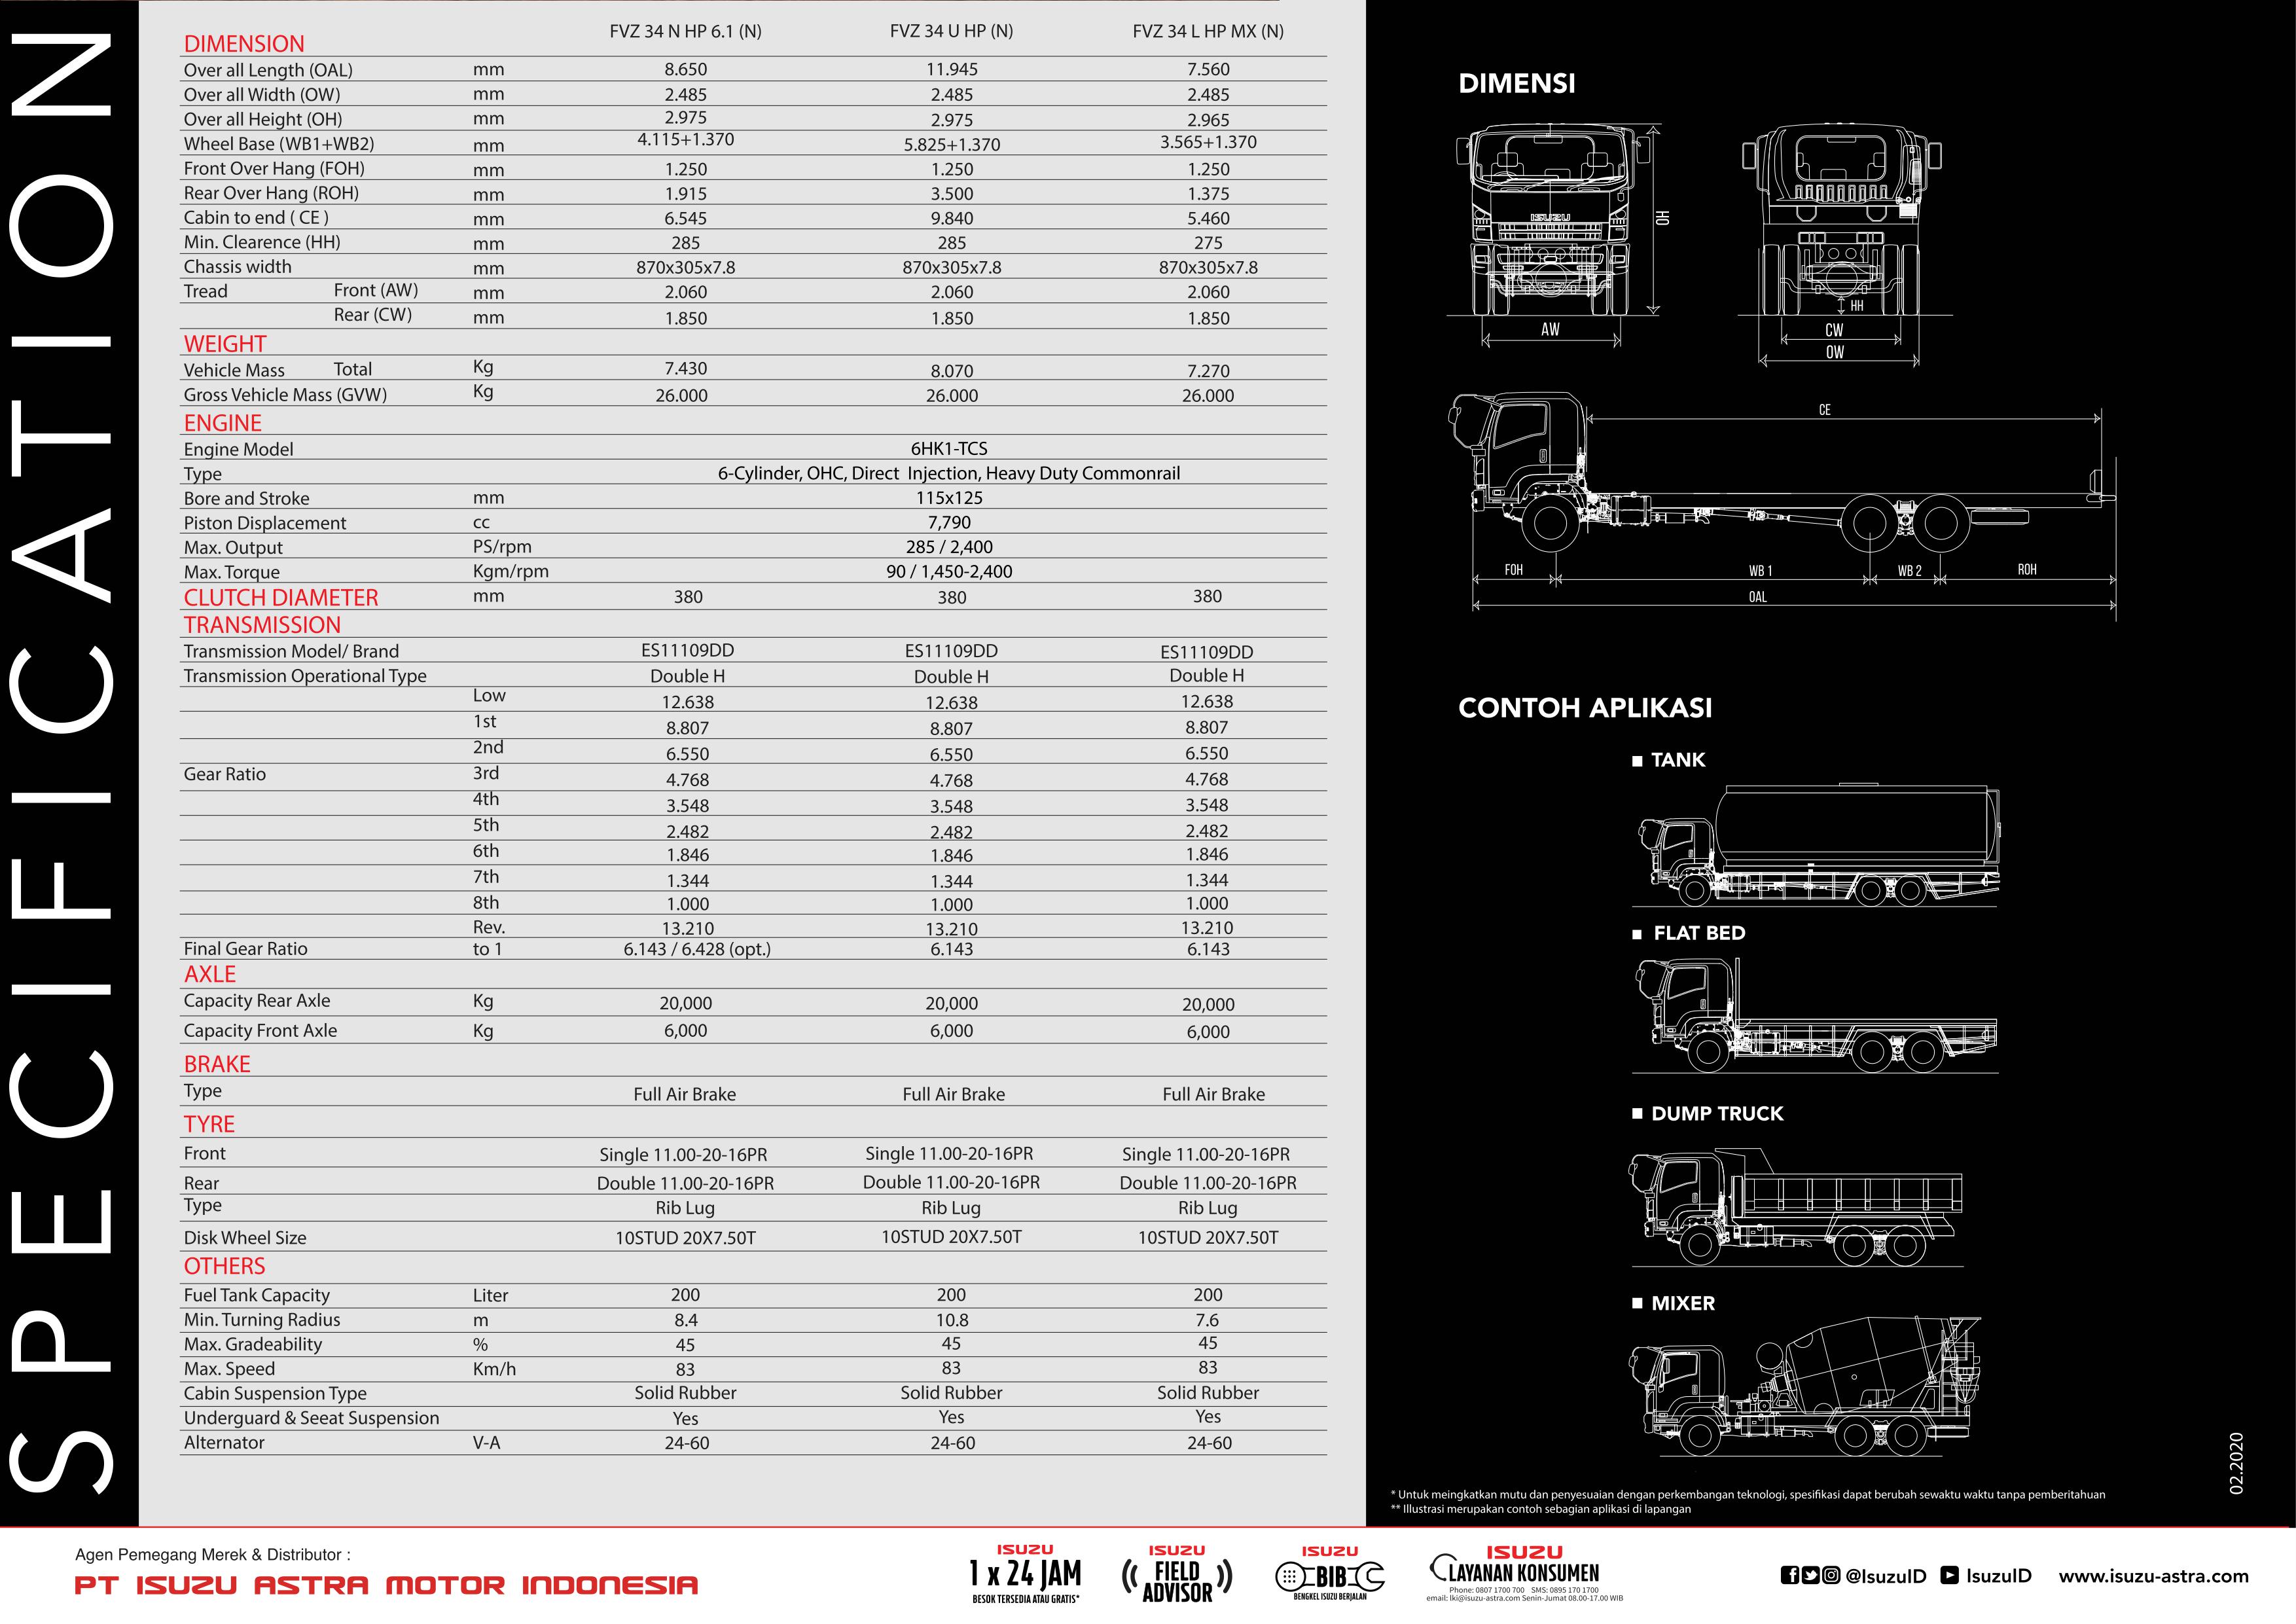 SPECIFICATION
FVZ 34 N HP 6.1 (N) FVZ 34 U HP (N) FVZ 34 L HP MX (N)
DIMENSION
Over all Length (OAL) mm 8.650 11.945 7.560
Over all Width (OW) mm 2.485 2.485 2.485
Over all Height (OH) mm 2.975 2.975 2.965
Wheel Base (WB1+WB2) mm 4.115+1.370 5.825+1.370 3.565+1.370
Front Over Hang (FOH) mm 1.250 1.250 1.250
Rear Over Hang (ROH) mm 1.915 3.500 1.375
Cabin to end ( CE ) mm 6.545 9.840 5.460
Min. Clearence (HH) mm 285 285 275
Chassis width mm 870x305x7.8 870x305x7.8 870x305x7.8
Tread Front (AW) mm 2.060 2.060 2.060
Rear (CW) mm 1.850 1.850 1.850
WEIGHT
Vehicle Mass Total Kg 7.430 8.070 7.270
Gross Vehicle Mass (GVW) Kg 26.000 26.000 26.000
ENGINE
Engine Model 6HK1-TCS
Type 6-Cylinder, OHC, Direct Injection, Heavy Duty Commonrail
Bore and Stroke mm 115x125
Piston Displacement cc 7,790
Max. Output PS/rpm 285 / 2,400
Max. Torque Kgm/rpm 90 / 1,450-2,400
CLUTCH DIAMETER mm 380 380 380
TRANSMISSION
Transmission Model/ Brand ES11109DD ES11109DD ES11109DD
Transmission Operational Type Double H Double H Double H
Low 12.638 12.638 12.638
1st 8.807 8.807 8.807
2nd 6.550 6.550 6.550
Gear Ratio 3rd 4.768 4.768 4.768
4th 3.548 3.548 3.548
5th 2.482 2.482 2.482
6th 1.846 1.846 1.846
7th 1.344 1.344 1.344
8th 1.000 1.000 1.000
Rev. 13.210 13.210 13.210
Final Gear Ratio to 1 6.143 / 6.428 (opt.) 6.143 6.143
AXLE
Capacity Rear Axle Kg 20,000 20,000 20,000
Capacity Front Axle Kg 6,000 6,000 6,000
BRAKE
Type Full Air Brake Full Air Brake Full Air Brake
TYRE
Front Single 11.00-20-16PR Single 11.00-20-16PR Single 11.00-20-16PR
Rear Double 11.00-20-16PR Double 11.00-20-16PR Double 11.00-20-16PR
Type Rib Lug Rib Lug Rib Lug
Disk Wheel Size 10STUD 20X7.50T 10STUD 20X7.50T 10STUD 20X7.50T
OTHERS
Fuel Tank Capacity Liter 200 200 200
Min. Turning Radius m 8.4 10.8 7.6
Max. Gradeability % 45 45 45
Max. Speed Km/h 83 83 83
Cabin Suspension Type Solid Rubber Solid Rubber Solid Rubber
Underguard & Seeat Suspension Yes Yes Yes
Alternator V-A 24-60 24-60 24-60
DIMENSI
ISUZU
OH
HH
AW
CW
OW
CE
FOH WB 1 WB 2 ROH
OAL
CONTOH APLIKASI
TANK
FLAT BED
DUMP TRUCK
MIXER
02.2020
* Untuk meingkatkan mutu dan penyesuaian dengan perkembangan teknologi, spesifikasi dapat berubah sewaktu waktu tanpa pemberitahuan
** Illustrasi merupakan contoh sebagian aplikasi di lapangan
Agen Pemegang Merek & Distributor :
PT ISUZU ASTRA MOTOR INDONESIA
ISUZU
1 x 24 JAM
BESOK TERSEDIA ATAU GRATIS*
ISUZU
FIELD
ADVISOR
ISUZU
BIB
BENGKEL ISUZU BERJALAN
ISUZU
LAYANAN KONSUMEN
Phone: 0807 1700 700 SMS: 0895 170 1700
email: lki@isuzu-astra.com Senin-Jumat 08.00-17.00 WIB
@IsuzuID IsuzuID www.isuzu-astra.com